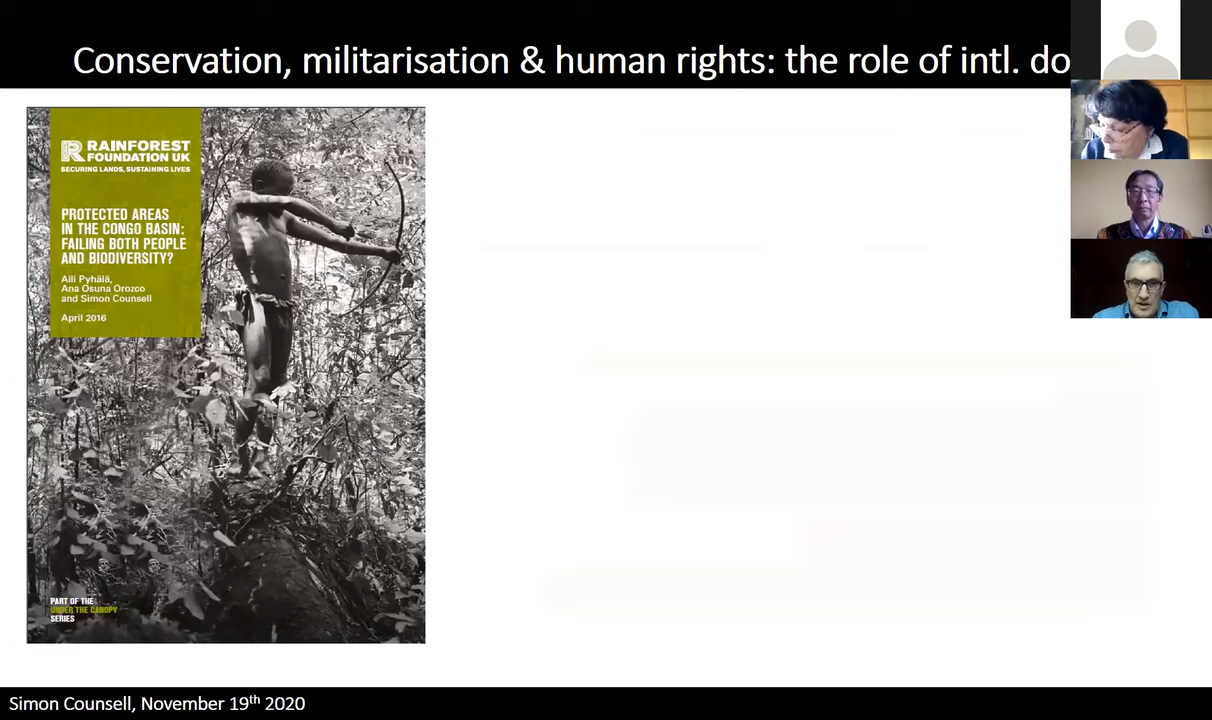 Conservation, militarisation & human rights: the role of intl. do
RAINFOREST
FOUNDATION UK
SECURING LANDS, SUSTAINING LIVES
PROTECTED AREAS
IN THE CONGO BASIN:
FAILING BOTH PEOPLE
AND BIODIVERSITY?
Aili Pyhälä,
Ana Osuna Orozco
and Simon Counsell
April 2016
PART OF THE
UNDER THE CANOPY
SERIES
Simon Counsell, November 19th 2020